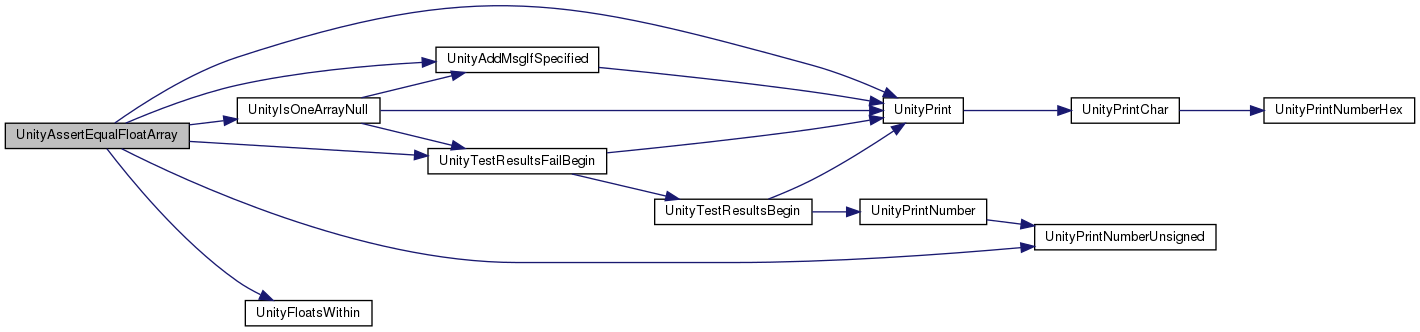 UnityAssertEqualFloatArray
UnityIsOneArrayNull
UnityAddMsgIfSpecified
UnityTestResultsFailBegin
UnityTestResultsBegin
UnityPrint
UnityPrintNumber
UnityPrintChar
UnityPrintNumberHex
UnityPrintNumberUnsigned
UnityFloatsWithin